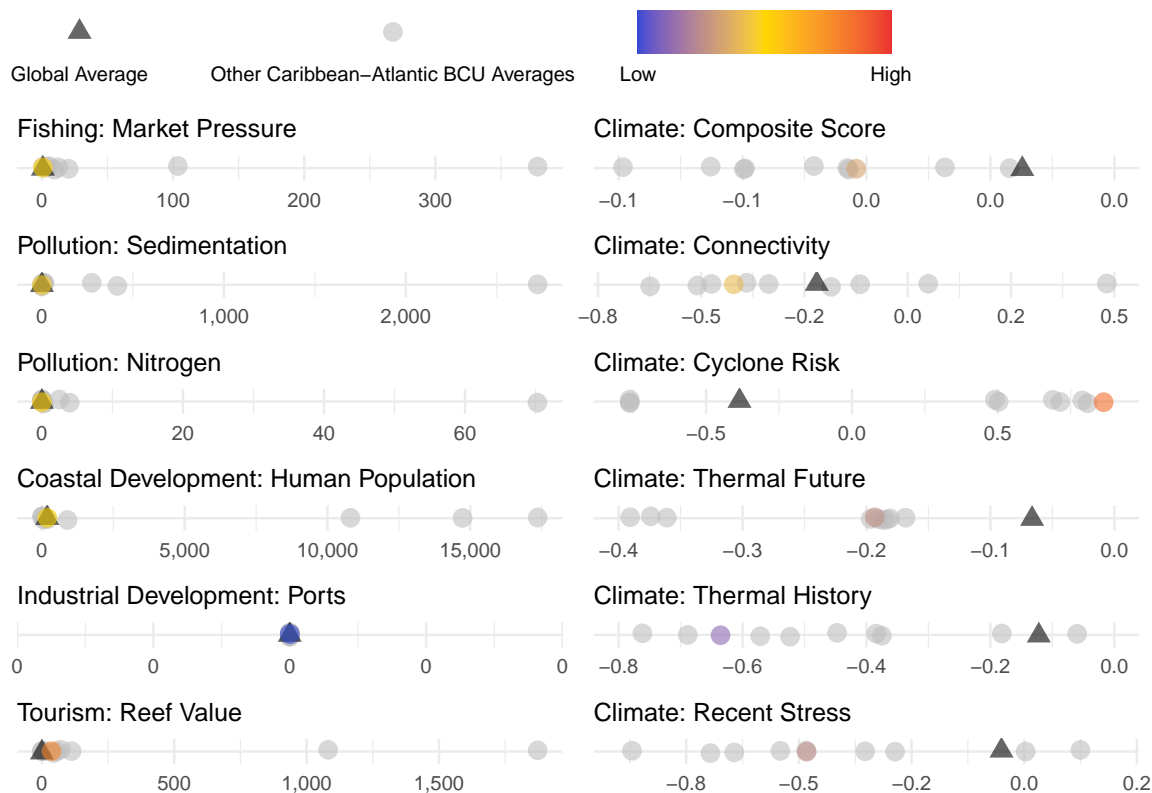 Global Average
Other Caribbean−Atlantic BCU Averages
Low High
Fishing: Market Pressure
0 100 200 300
Pollution: Sedimentation
0 1,000 2,000
Pollution: Nitrogen
0 20 40 60
Coastal Development: Human Population
0 5,000 10,000 15,000
Industrial Development: Ports
0 0 0 0 0
Tourism: Reef Value
0 500 1,000 1,500
Climate: Composite Score
−0.1 −0.1 0.0 0.0 0.0
Climate: Connectivity
−0.8 −0.5 −0.2 0.0 0.2 0.5
Climate: Cyclone Risk
−0.5 0.0 0.5
Climate: Thermal Future
−0.4 −0.3 −0.2 −0.1 0.0
Climate: Thermal History
−0.8 −0.6 −0.4 −0.2 0.0
Climate: Recent Stress
−0.8 −0.5 −0.2 0.0 0.2